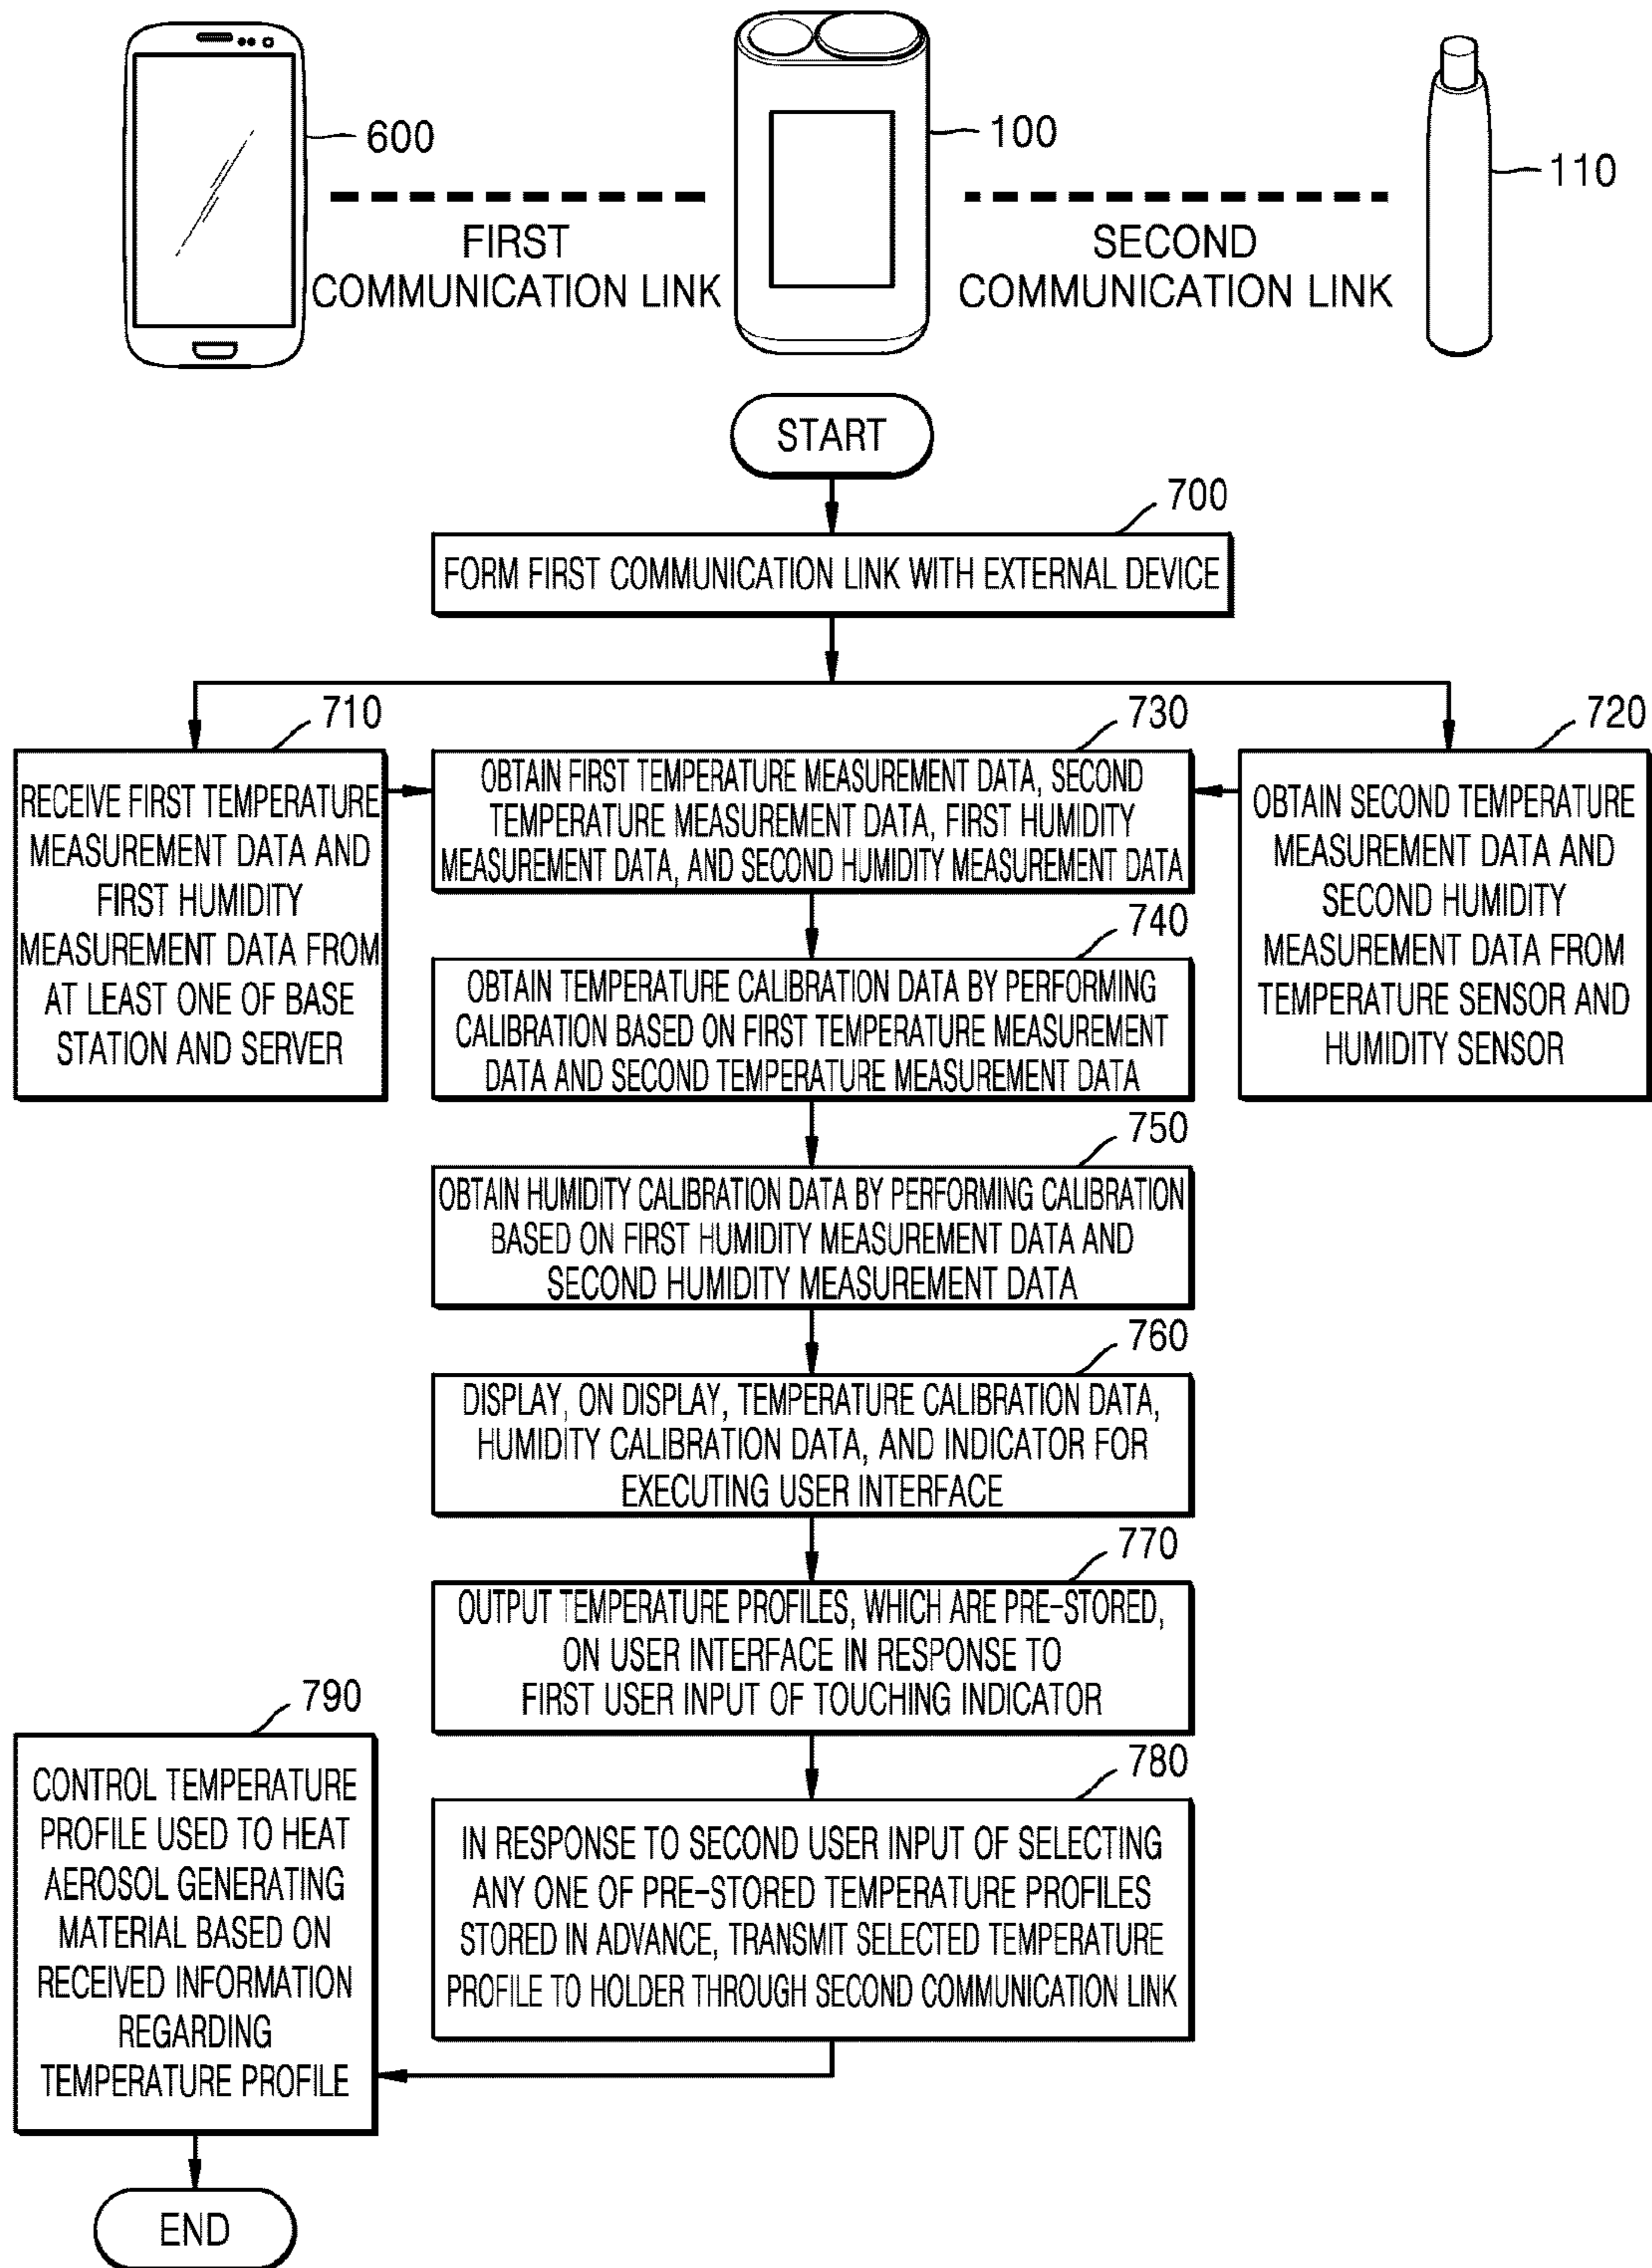 600
100
110
FIRST
COMMUNICATION LINK
SECOND
COMMUNICATION LINK
START
700
FORM FIRST COMMUNICATION LINK WITH EXTERNAL DEVICE
710
RECEIVE FIRST TEMPERATURE
MEASUREMENT DATA AND
FIRST HUMIDITY
MEASUREMENT DATA FROM
AT LEAST ONE OF BASE
STATION AND SERVER
730
OBTAIN FIRST TEMPERATURE MEASUREMENT DATA, SECOND
TEMPERATURE MEASUREMENT DATA, FIRST HUMIDITY
MEASUREMENT DATA, AND SECOND HUMIDITY MEASUREMENT DATA
720
OBTAIN SECOND TEMPERATURE
MEASUREMENT DATA AND
SECOND HUMIDITY
MEASUREMENT DATA FROM
TEMPERATURE SENSOR AND
HUMIDITY SENSOR
740
OBTAIN TEMPERATURE CALIBRATION DATA BY PERFORMING
CALIBRATION BASED ON FIRST TEMPERATURE MEASUREMENT
DATA AND SECOND TEMPERATURE MEASUREMENT DATA
750
OBTAIN HUMIDITY CALIBRATION DATA BY PERFORMING CALIBRATION
BASED ON FIRST HUMIDITY MEASUREMENT DATA AND
SECOND HUMIDITY MEASUREMENT DATA
760
DISPLAY, ON DISPLAY, TEMPERATURE CALIBRATION DATA,
HUMIDITY CALIBRATION DATA, AND INDICATOR FOR
EXECUTING USER INTERFACE
770
OUTPUT TEMPERATURE PROFILES, WHICH ARE PRE-STORED,
ON USER INTERFACE IN RESPONSE TO
FIRST USER INPUT OF TOUCHING INDICATOR
780
IN RESPONSE TO SECOND USER INPUT OF SELECTING
ANY ONE OF PRE-STORED TEMPERATURE PROFILES
STORED IN ADVANCE, TRANSMIT SELECTED TEMPERATURE
PROFILE TO HOLDER THROUGH SECOND COMMUNICATION LINK
790
CONTROL TEMPERATURE
PROFILE USED TO HEAT
AEROSOL GENERATING
MATERIAL BASED ON
RECEIVED INFORMATION
REGARDING
TEMPERATURE PROFILE
END